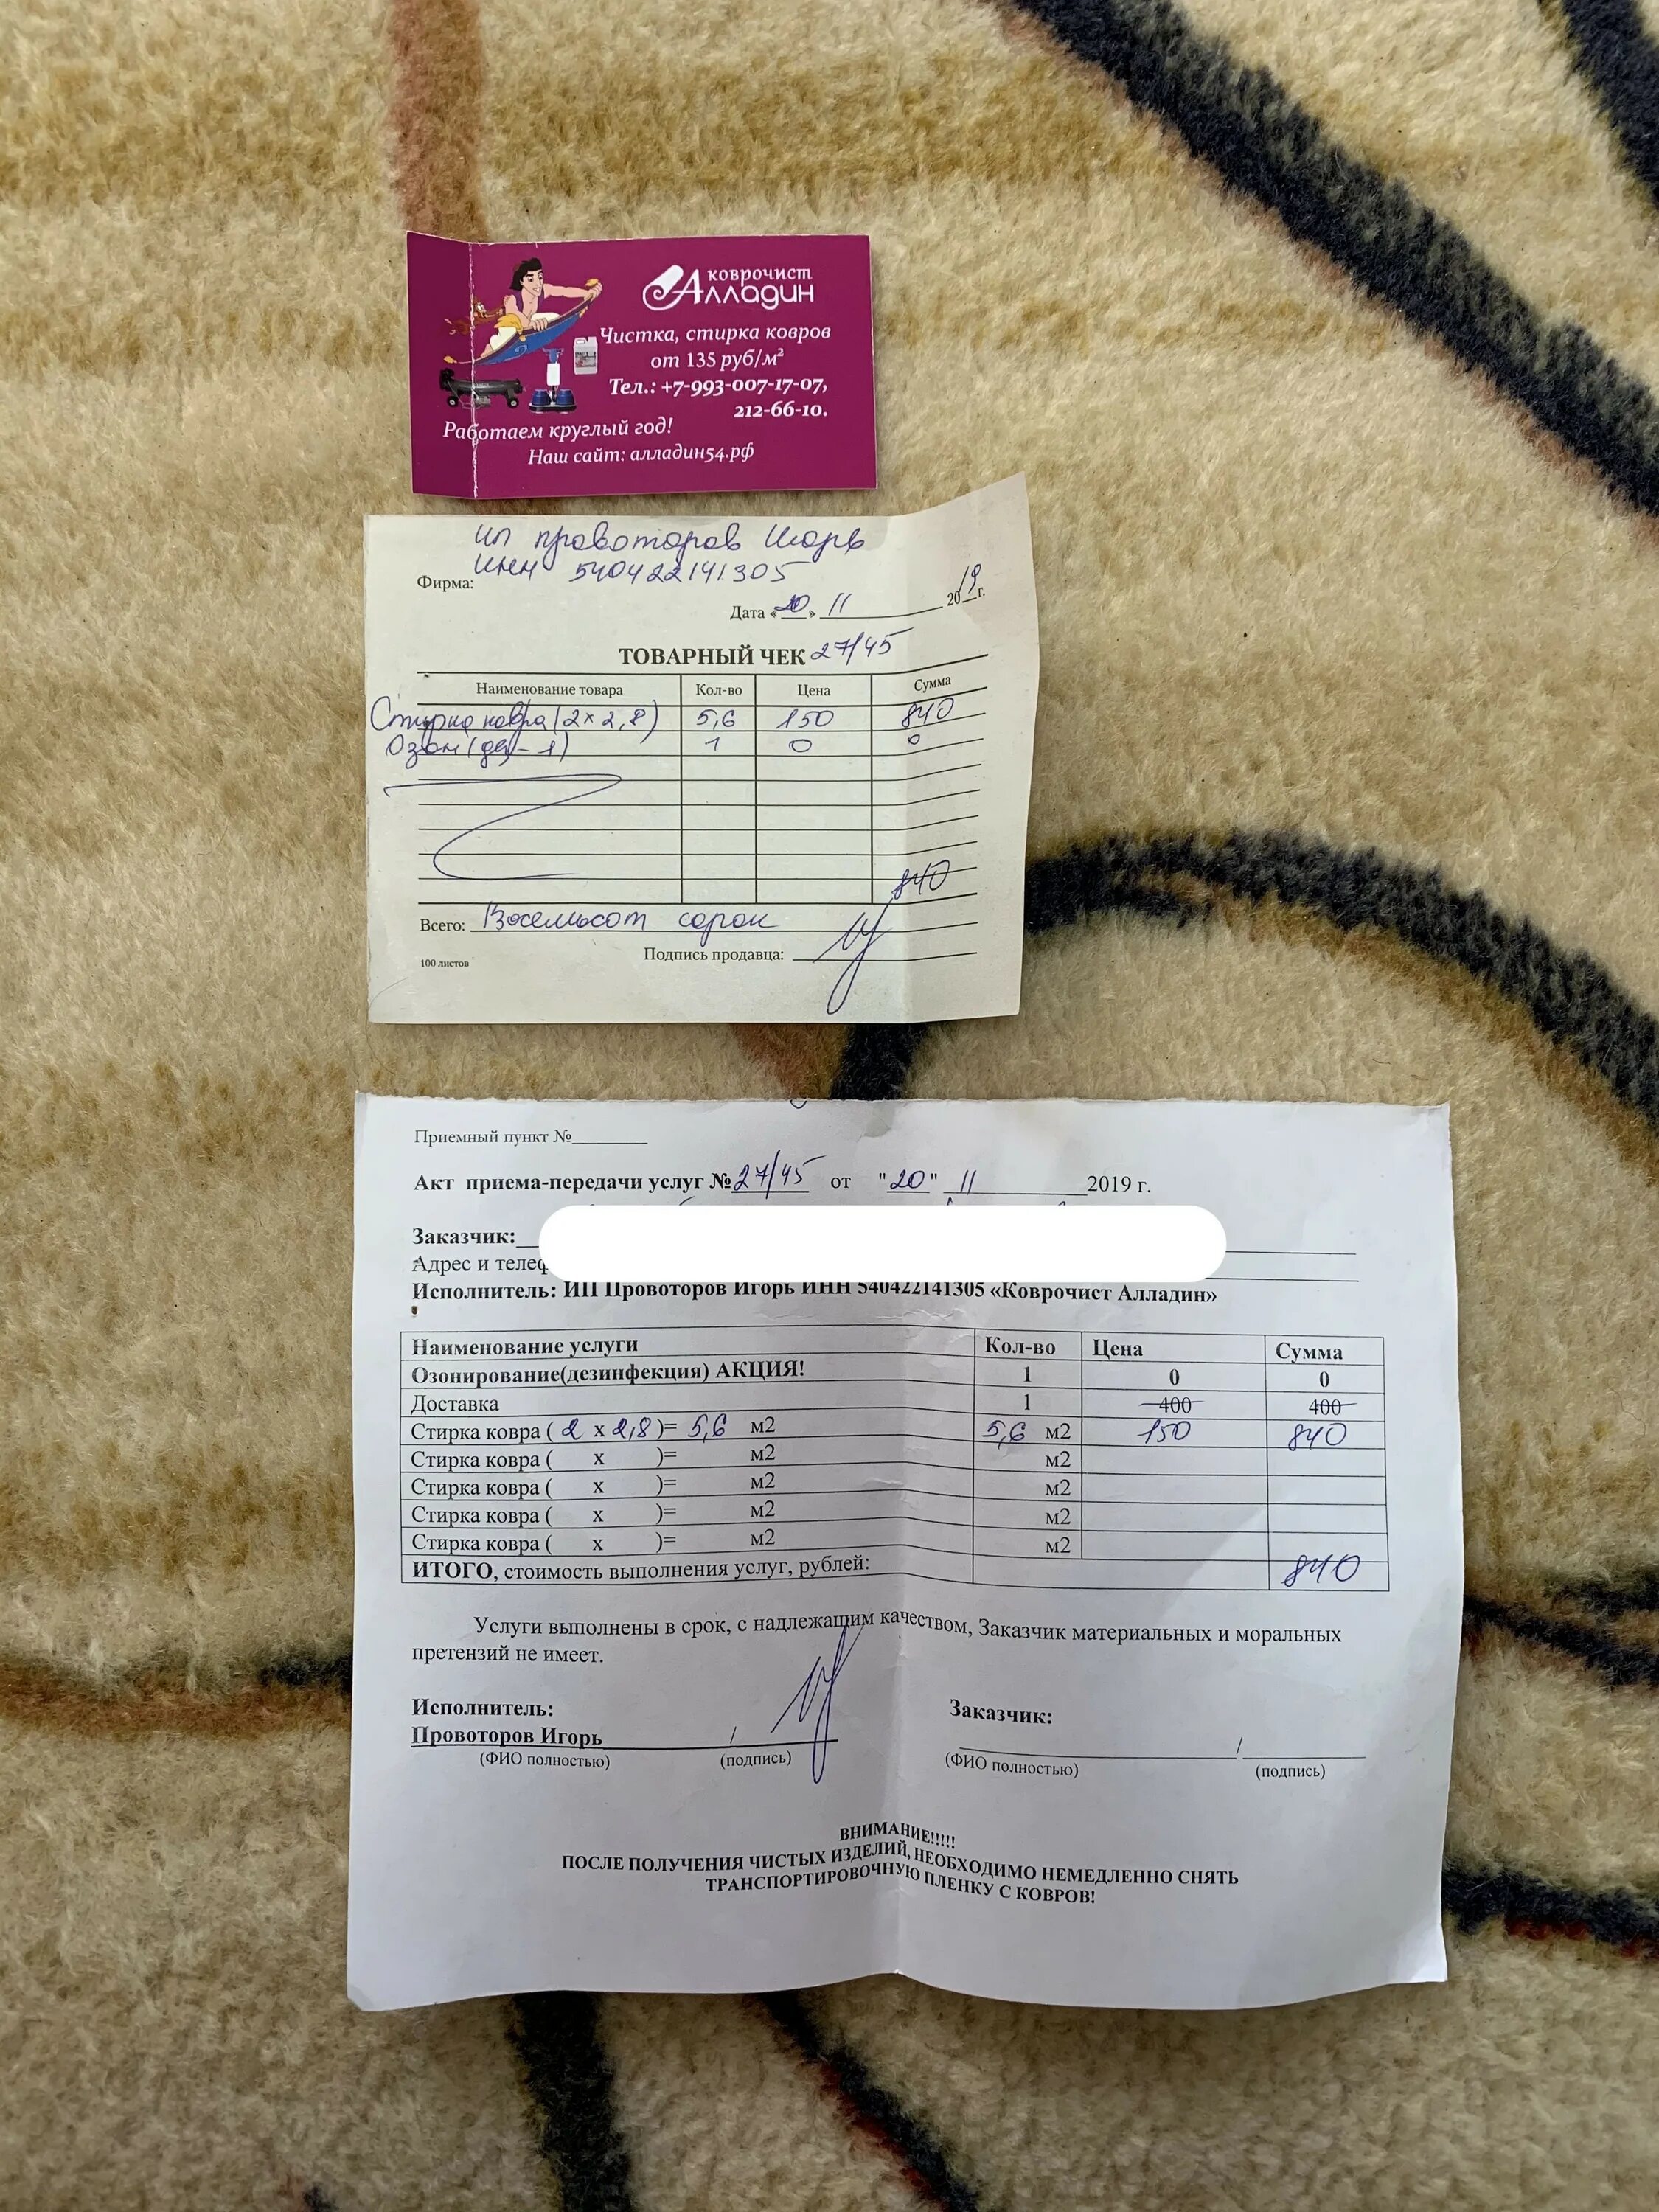 коврочист
Алладин
Чистка, стирка ковров
от 135 руб/м²
Тел.: +7-993-007-17-07,
212-66-10.
Работаем круглый год!
Наш сайт: алладин54.рф
ИП Провоторов Игорь
ИНН 540422141305
Фирма:
Дата «20» 11 2019г.
ТОВАРНЫЙ ЧЕК 27/45
Наименование товара Кол-во Цена Сумма
Стирка ковра (2x2,8) 5,6 150 840
Озон (дез-я) 1 0 0
840
Всего: Восемьсот сорок
Подпись продавца:
100 листов
Приемный пункт №
Акт приема-передачи услуг № 27/45 от "20" 11 2019 г.
Заказчик:
Адрес и телеф
Исполнитель: ИП Провоторов Игорь ИНН 540422141305 «Коврочист Алладин»
Наименование услуги Кол-во Цена Сумма
Озонирование(дезинфекция) АКЦИЯ! 1 0 0
Доставка 1 400 400
Стирка ковра ( 2 x 2,8 )= 5,6 м2 5,6 м2 150 840
Стирка ковра ( x )= м2 м2
Стирка ковра ( x )= м2 м2
Стирка ковра ( x )= м2 м2
Стирка ковра ( x )= м2 м2
ИТОГО, стоимость выполнения услуг, рублей: 840
Услуги выполнены в срок, с надлежащим качеством, Заказчик материальных и моральных
претензий не имеет.
Исполнитель: Заказчик:
Провоторов Игорь / /
(ФИО полностью) (подпись) (ФИО полностью) (подпись)
ВНИМАНИЕ!!!!!
ПОСЛЕ ПОЛУЧЕНИЯ ЧИСТЫХ ИЗДЕЛИЙ, НЕОБХОДИМО НЕМЕДЛЕННО СНЯТЬ
ТРАНСПОРТИРОВОЧНУЮ ПЛЕНКУ С КОВРОВ!